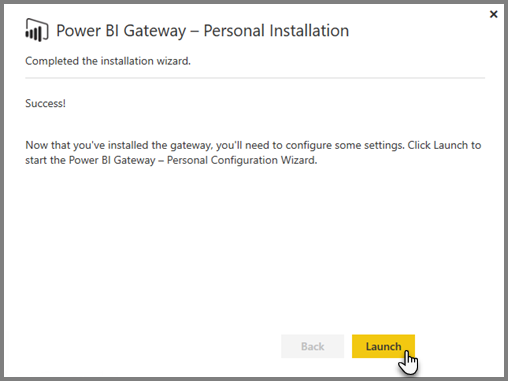 Power BI Gateway – Personal Installation
Completed the installation wizard.
Success!
Now that you've installed the gateway, you'll need to configure some settings. Click Launch to
start the Power BI Gateway – Personal Configuration Wizard.
Back
Launch